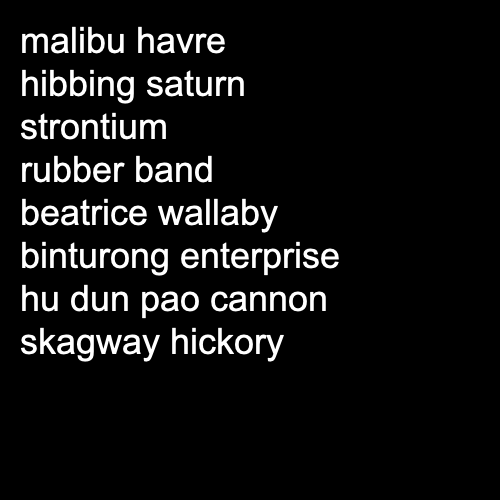 malibu havre
hibbing saturn
strontium
rubber band
beatrice wallaby
binturong enterprise
hu dun pao cannon
skagway hickory